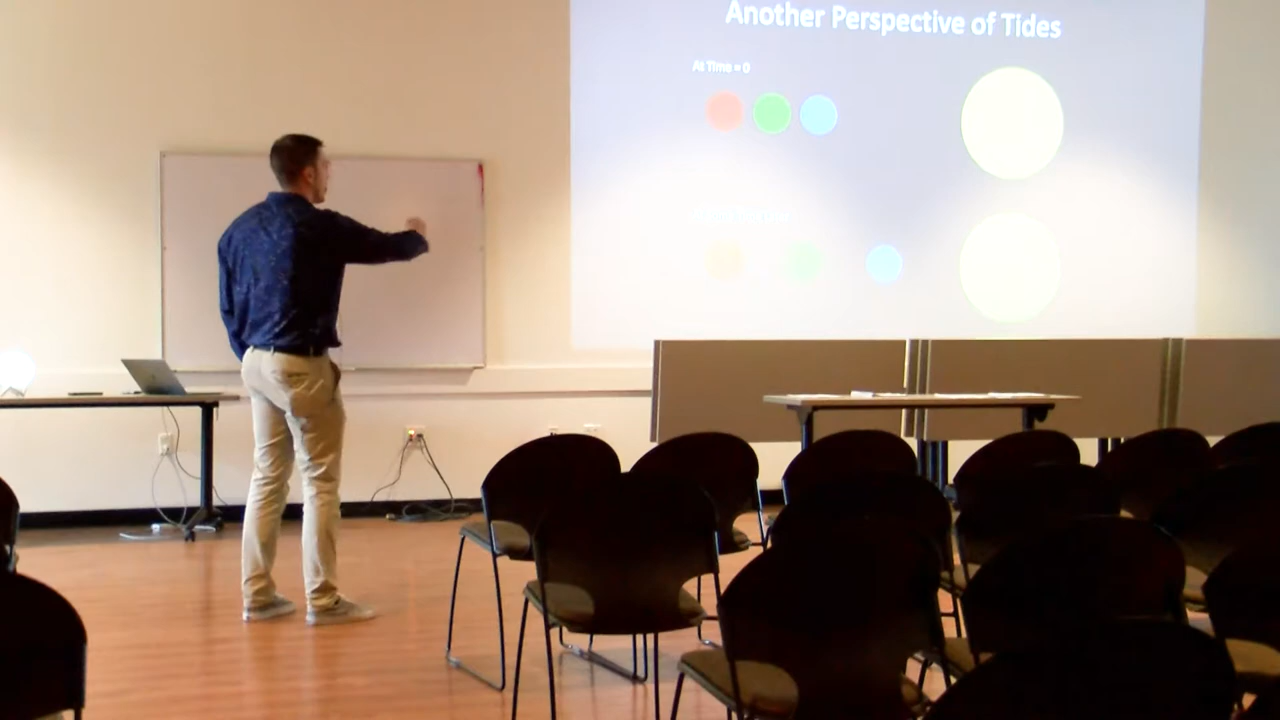 Another Perspective of Tides
At Time = 0